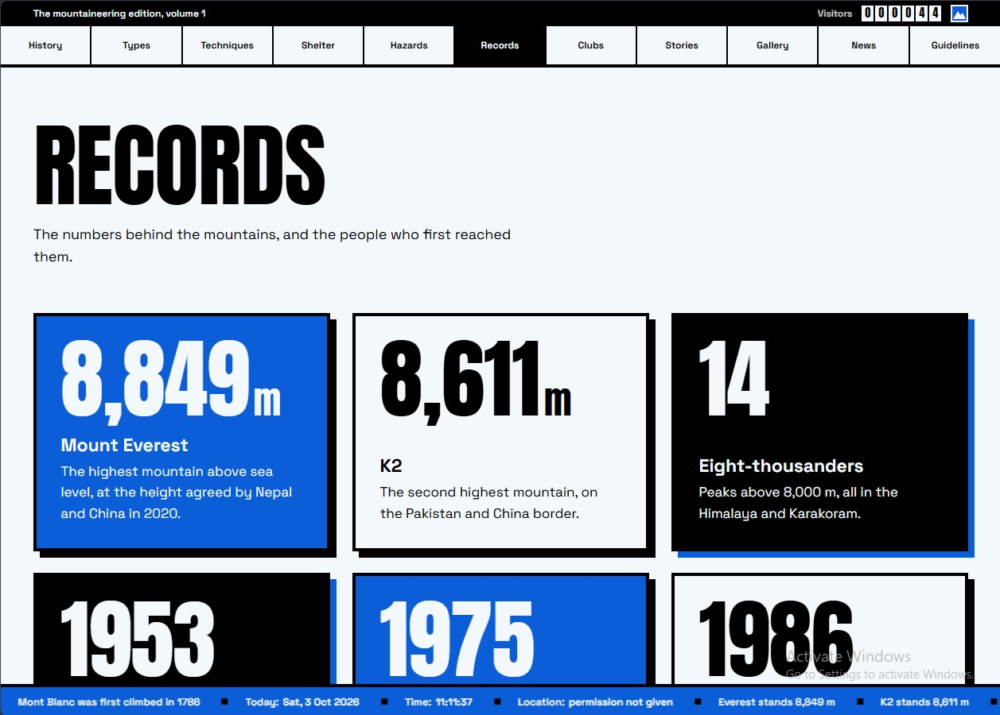 The mountaineering edition, volume 1
Visitors 0 0 0 0 4 4
History Types Techniques Shelter Hazards Records Clubs Stories Gallery News Guidelines
RECORDS
The numbers behind the mountains, and the people who first reached
them.
8,849m
Mount Everest
The highest mountain above sea
level, at the height agreed by Nepal
and China in 2020.
8,611m
K2
The second highest mountain, on
the Pakistan and China border.
14
Eight-thousanders
Peaks above 8,000 m, all in the
Himalaya and Karakoram.
1953
1975
1986
Activate Windows
Go to Settings to activate Windows.
Mont Blanc was first climbed in 1786 ■ Today: Sat, 3 Oct 2026 ■ Time: 11:11:37 ■ Location: permission not given ■ Everest stands 8,849 m ■ K2 stands 8,611 m ■